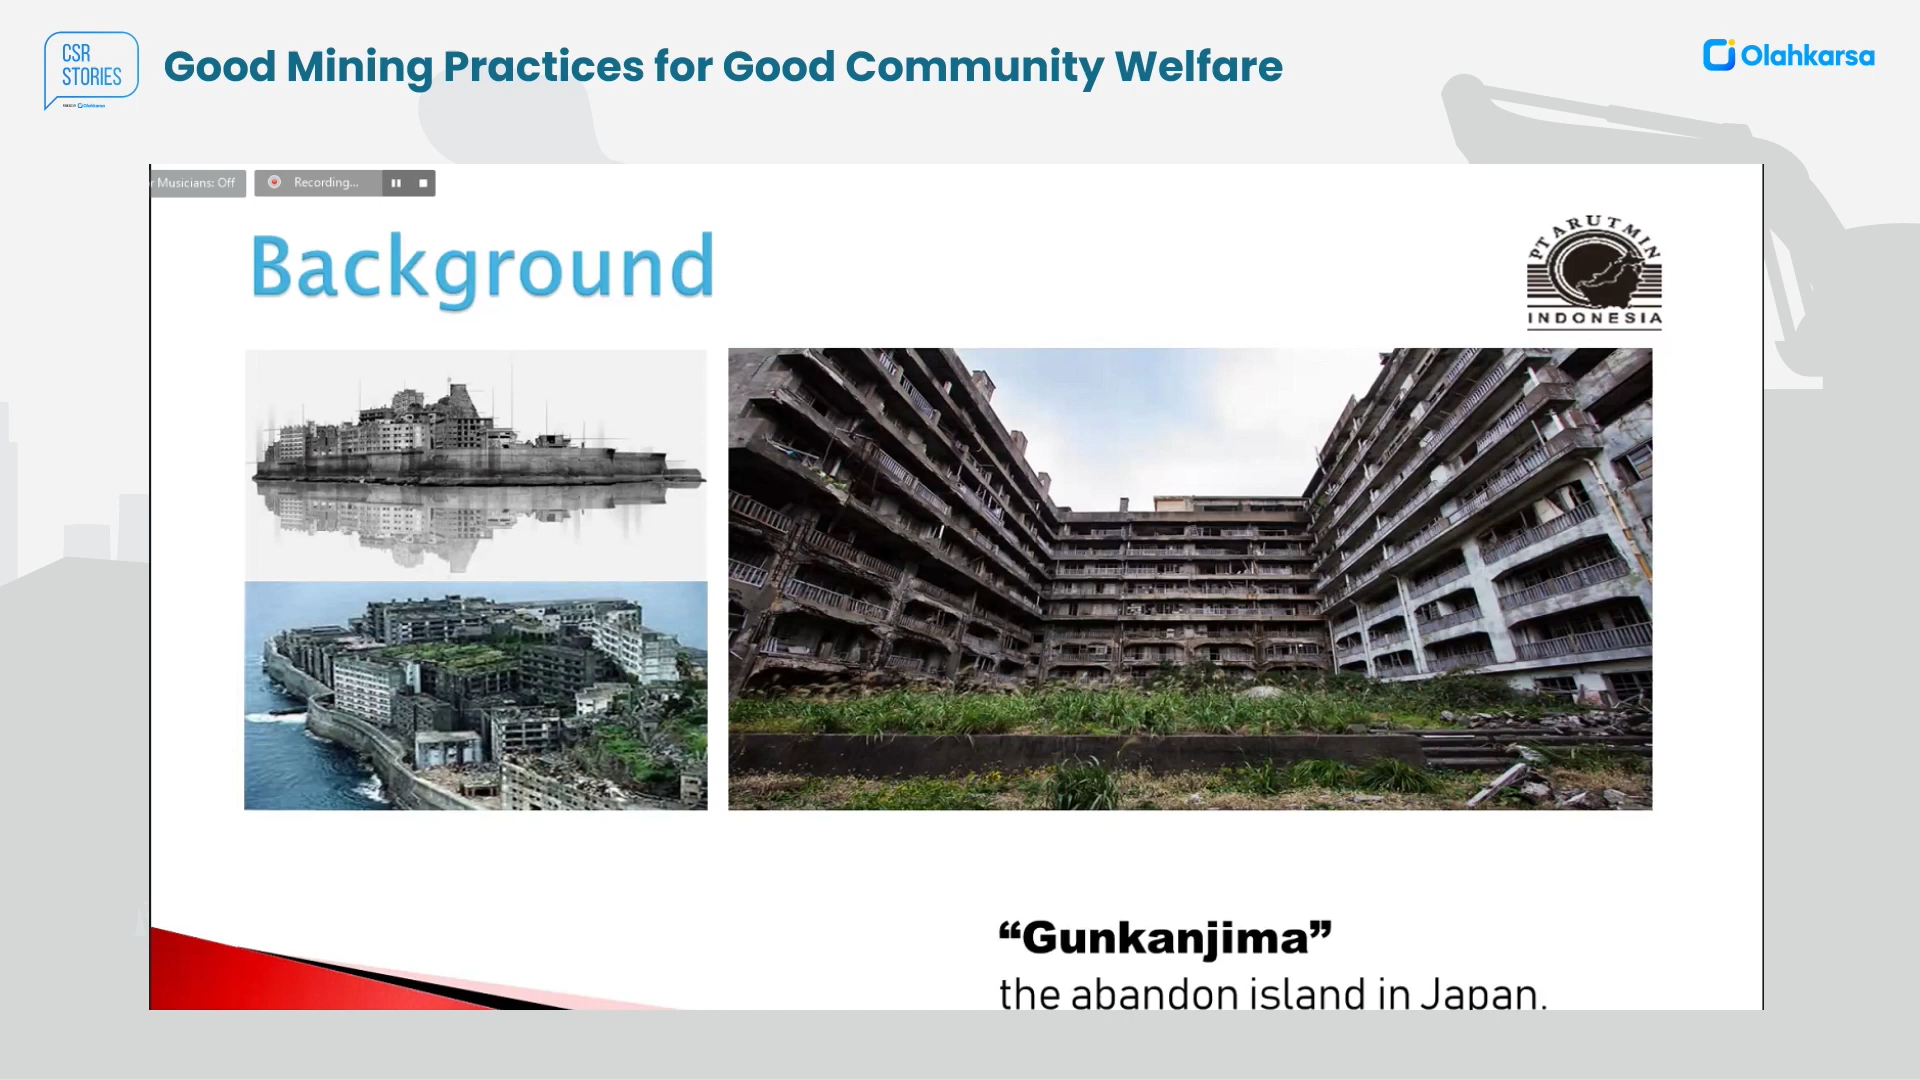 CSR
STORIES
Good Mining Practices for Good Community Welfare
Olahkarsa
r Musicians: Off
Recording...
Background
PT ARUTMIN
INDONESIA
“Gunkanjima”
the abandon island in Japan.